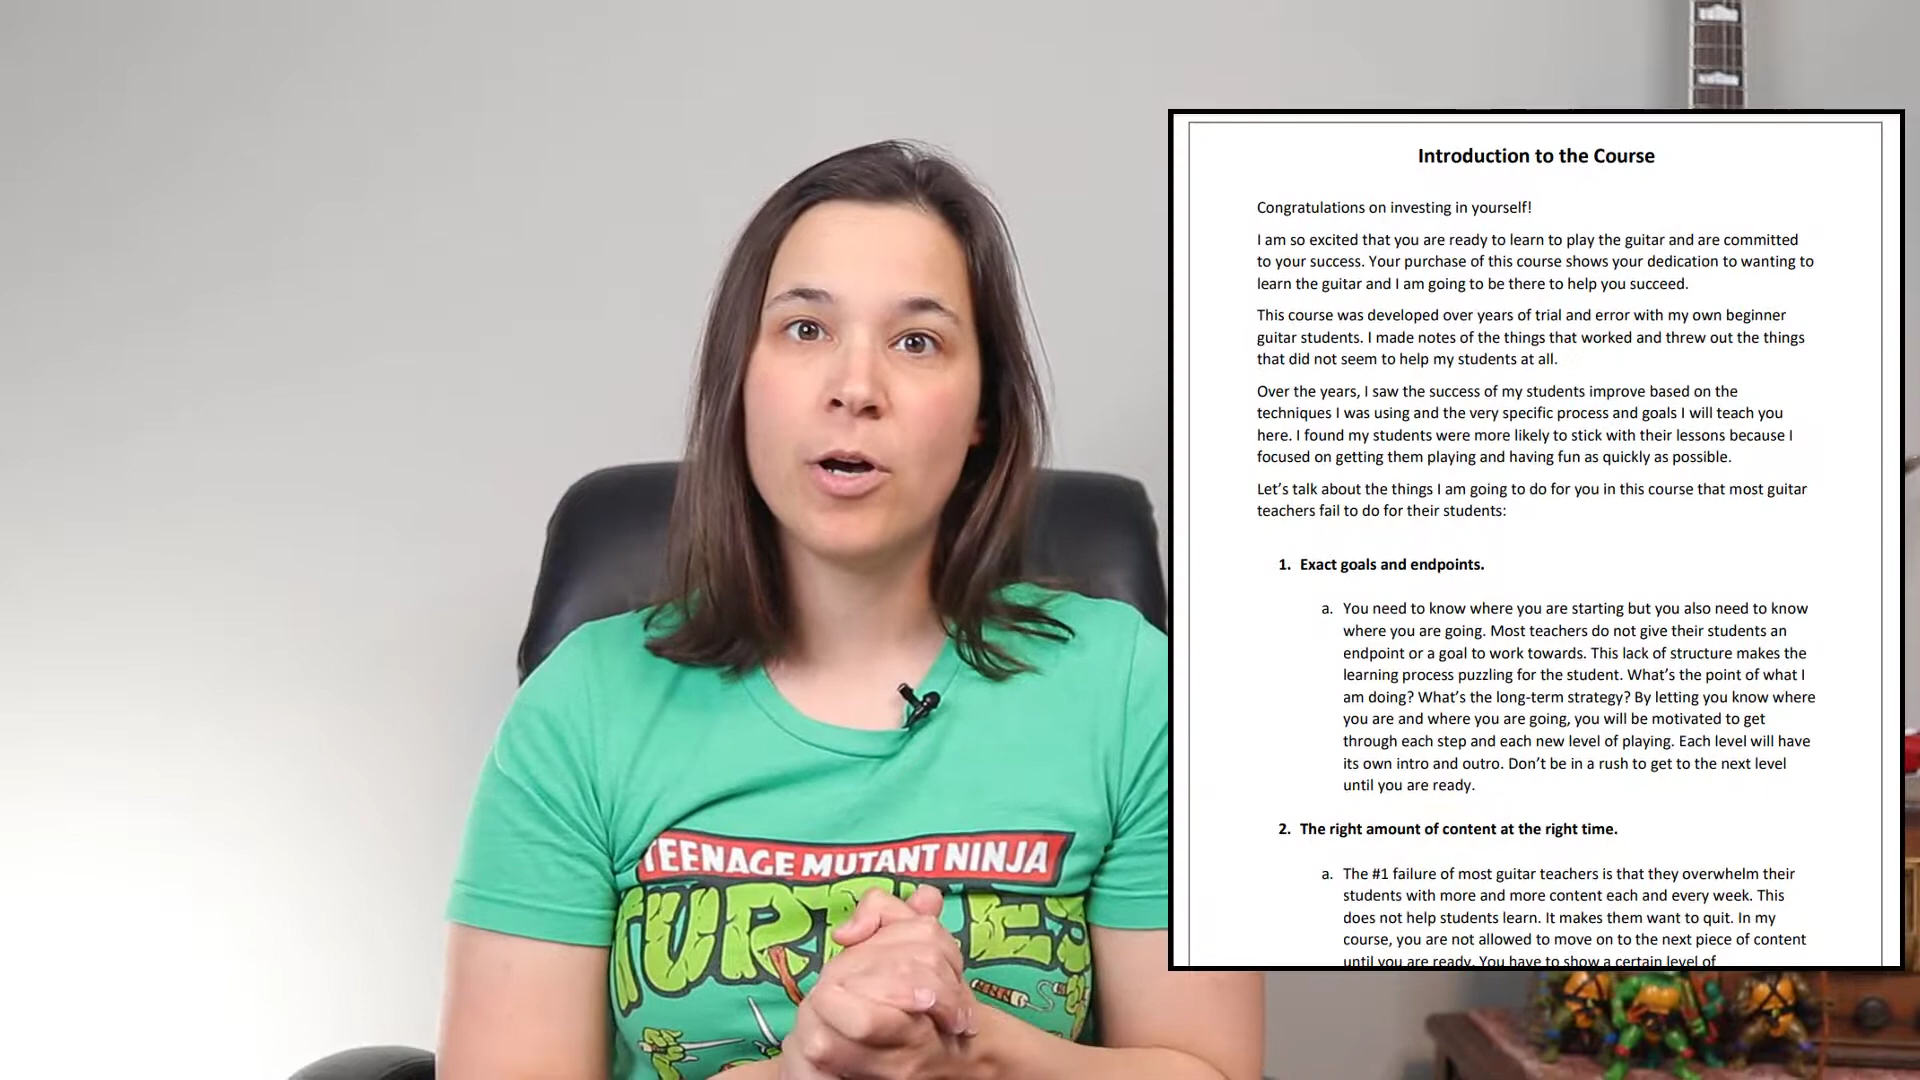 Introduction to the Course
Congratulations on investing in yourself!
I am so excited that you are ready to learn to play the guitar and are committed
to your success. Your purchase of this course shows your dedication to wanting to
learn the guitar and I am going to be there to help you succeed.
This course was developed over years of trial and error with my own beginner
guitar students. I made notes of the things that worked and threw out the things
that did not seem to help my students at all.
Over the years, I saw the success of my students improve based on the
techniques I was using and the very specific process and goals I will teach you
here. I found my students were more likely to stick with their lessons because I
focused on getting them playing and having fun as quickly as possible.
Let’s talk about the things I am going to do for you in this course that most guitar
teachers fail to do for their students:
1. Exact goals and endpoints.
a. You need to know where you are starting but you also need to know
where you are going. Most teachers do not give their students an
endpoint or a goal to work towards. This lack of structure makes the
learning process puzzling for the student. What’s the point of what I
am doing? What’s the long-term strategy? By letting you know where
you are and where you are going, you will be motivated to get
through each step and each new level of playing. Each level will have
its own intro and outro. Don’t be in a rush to get to the next level
until you are ready.
2. The right amount of content at the right time.
a. The #1 failure of most guitar teachers is that they overwhelm their
students with more and more content each and every week. This
does not help students learn. It makes them want to quit. In my
course, you are not allowed to move on to the next piece of content
until you are ready. You have to show a certain level of
TEENAGE MUTANT NINJA
TURTLES